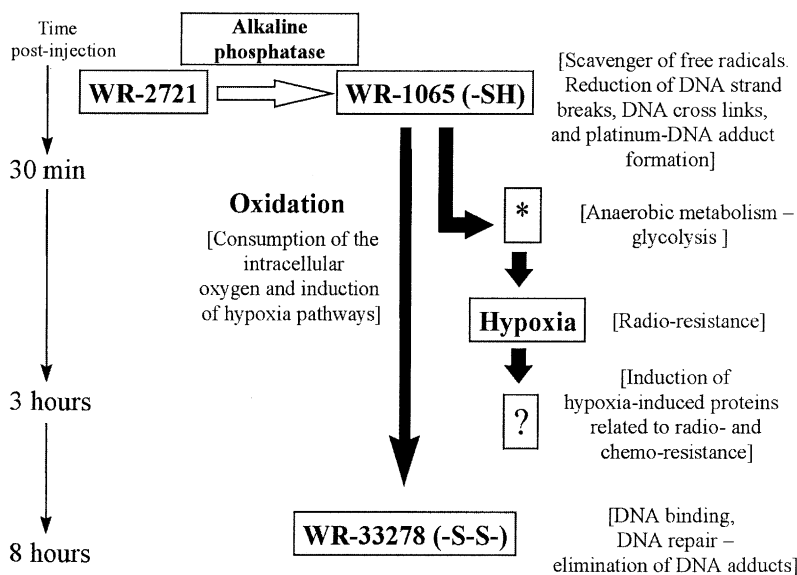 Time
post-injection
Alkaline
phosphatase
WR-2721
WR-1065 (-SH)
[Scavenger of free radicals.
Reduction of DNA strand
breaks, DNA cross links,
and platinum-DNA adduct
formation]
30 min
Oxidation
[Consumption of the
intracellular
oxygen and induction
of hypoxia pathways]
*
[Anaerobic metabolism –
glycolysis ]
Hypoxia
[Radio-resistance]
3 hours
?
[Induction of
hypoxia-induced proteins
related to radio- and
chemo-resistance]
WR-33278 (-S-S-)
[DNA binding,
DNA repair –
elimination of DNA adducts]
8 hours